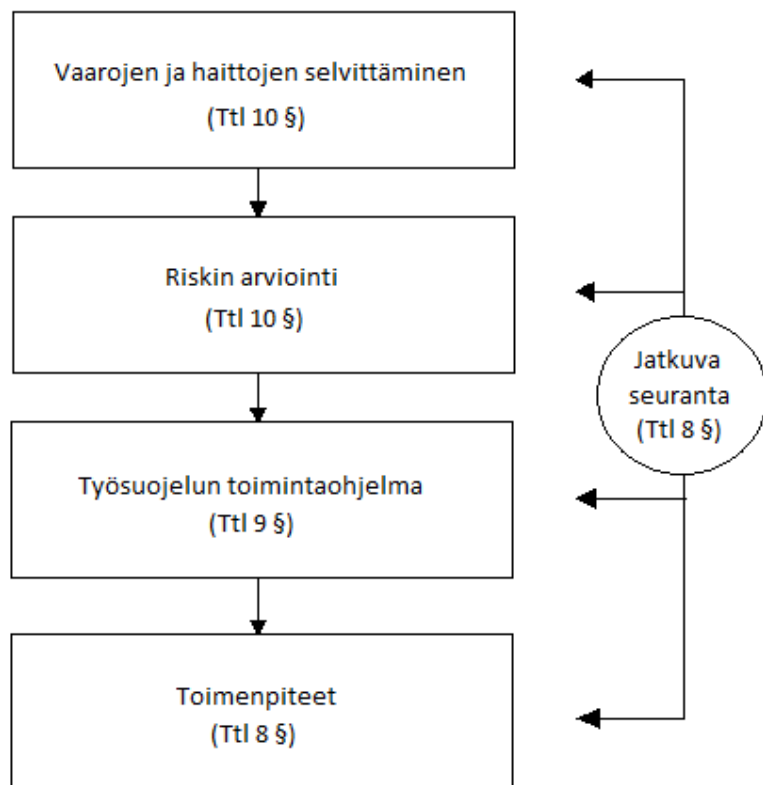 Vaarojen ja haittojen selvittäminen
(Ttl 10 §)
Riskin arviointi
(Ttl 10 §)
Jatkuva
seuranta
(Ttl 8 §)
Työsuojelun toimintaohjelma
(Ttl 9 §)
Toimenpiteet
(Ttl 8 §)